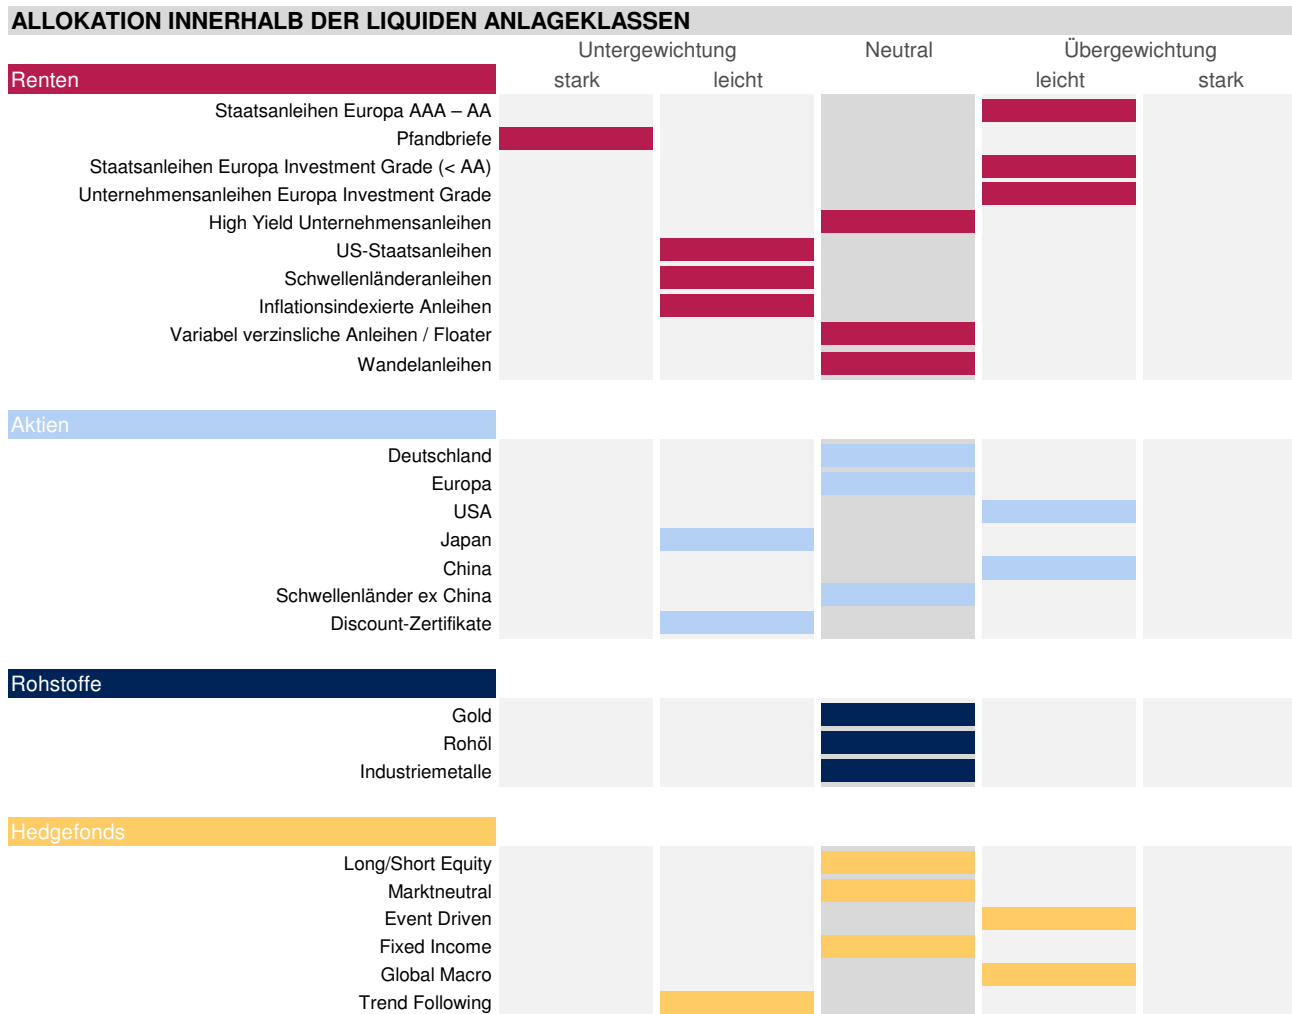 ALLOKATION INNERHALB DER LIQUIDEN ANLAGEKLASSEN
Untergewichtung Neutral Übergewichtung
Renten stark leicht leicht stark
Staatsanleihen Europa AAA – AA
Pfandbriefe
Staatsanleihen Europa Investment Grade (< AA)
Unternehmensanleihen Europa Investment Grade
High Yield Unternehmensanleihen
US-Staatsanleihen
Schwellenländeranleihen
Inflationsindexierte Anleihen
Variabel verzinsliche Anleihen / Floater
Wandelanleihen
Aktien
Deutschland
Europa
USA
Japan
China
Schwellenländer ex China
Discount-Zertifikate
Rohstoffe
Gold
Rohöl
Industriemetalle
Hedgefonds
Long/Short Equity
Marktneutral
Event Driven
Fixed Income
Global Macro
Trend Following